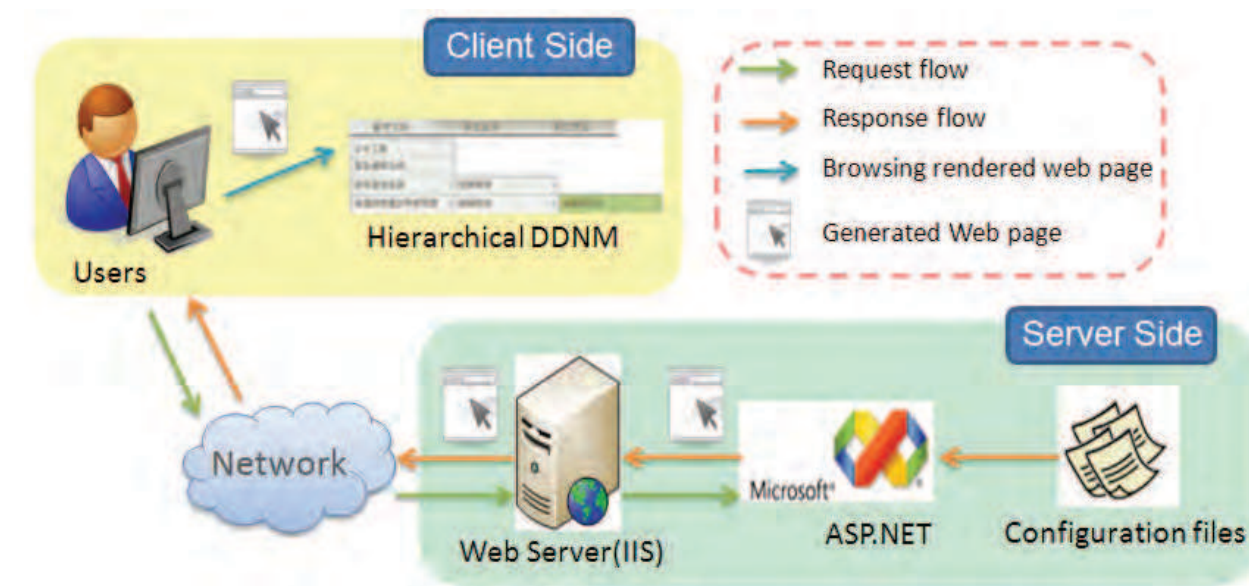 Client Side
Users
Hierarchical DDNM
Request flow
Response flow
Browsing rendered web page
Generated Web page
Server Side
Network
Web Server(IIS)
Microsoft®
ASP.NET
Configuration files